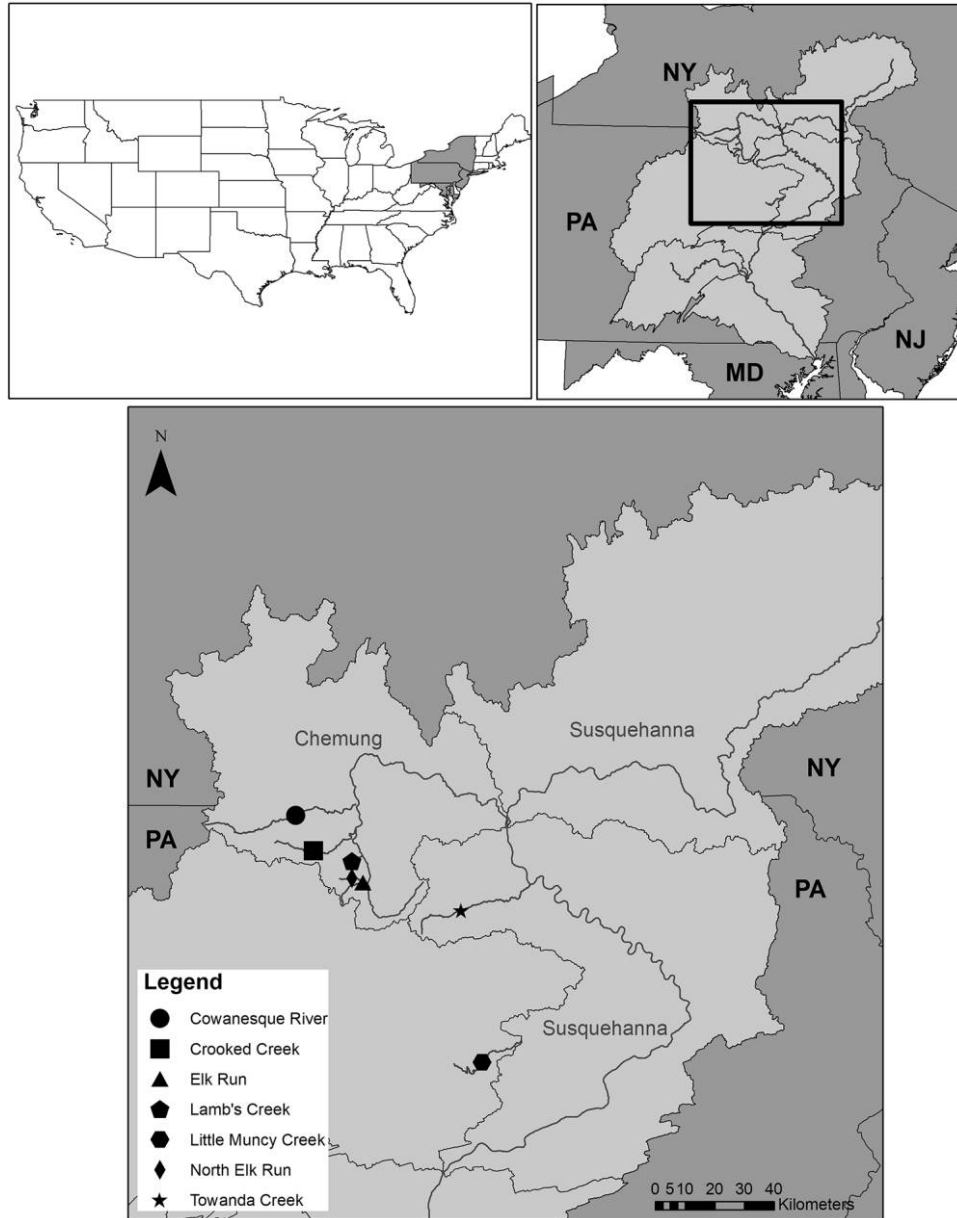 NY
PA
NJ
MD
N
Chemung
Susquehanna
NY
NY
PA
PA
Susquehanna
Legend
Cowanesque River
Crooked Creek
Elk Run
Lamb's Creek
Little Muncy Creek
North Elk Run
Towanda Creek
0 5 10 20 30 40
Kilometers